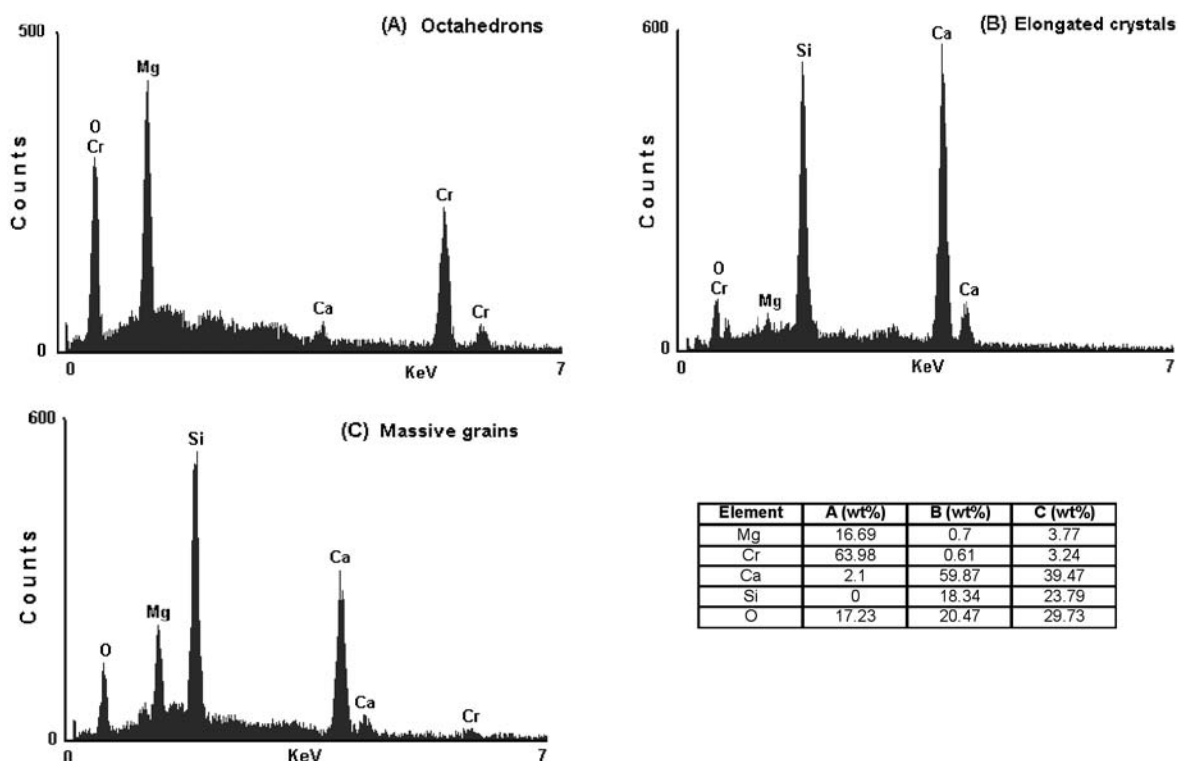 (A) Octahedrons
500
Mg
O
Cr
Cr
Ca
Cr
Counts
0
0
KeV
7
(B) Elongated crystals
600
Ca
Si
O
Cr
Mg
Ca
Counts
0
0
KeV
7
(C) Massive grains
600
Si
Ca
Mg
O
Ca
Cr
Counts
0
0
KeV
7
Element A (wt%) B (wt%) C (wt%)
Mg 16.69 0.7 3.77
Cr 63.98 0.61 3.24
Ca 2.1 59.87 39.47
Si 0 18.34 23.79
O 17.23 20.47 29.73